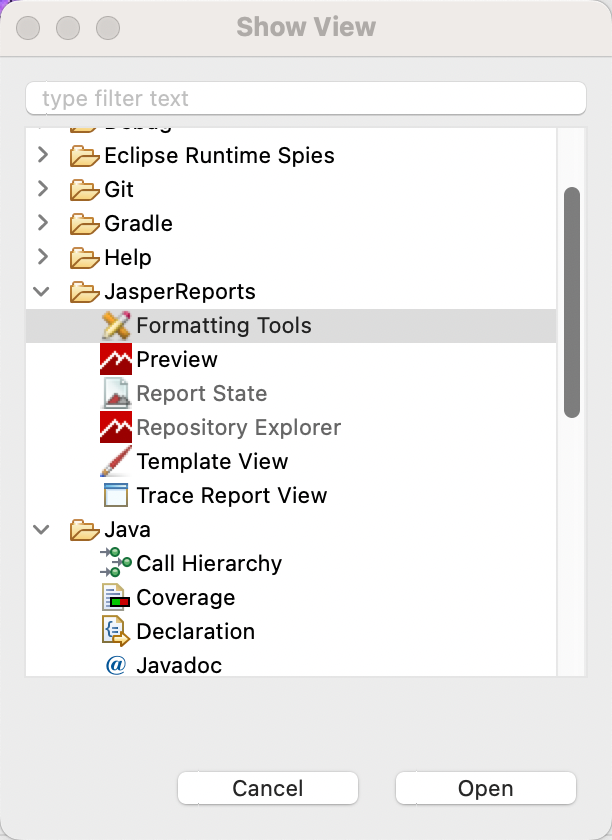 Show View
type filter text
Debug
Eclipse Runtime Spies
Git
Gradle
Help
JasperReports
Formatting Tools
Preview
Report State
Repository Explorer
Template View
Trace Report View
Java
Call Hierarchy
Coverage
Declaration
@ Javadoc
Cancel
Open